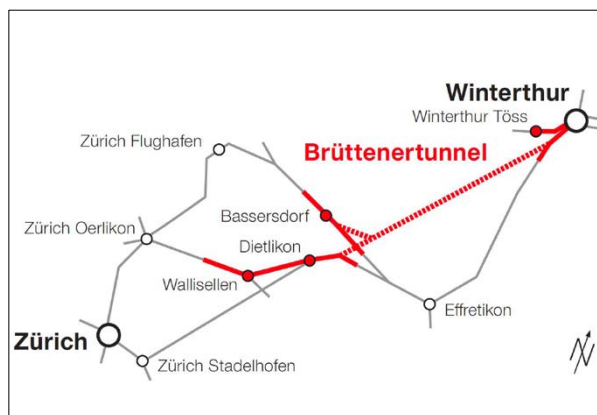 Winterthur
Winterthur Töss
Zürich Flughafen
Brüttenertunnel
Bassersdorf
Zürich Oerlikon
Dietlikon
Wallisellen
Effretikon
Zürich
Zürich Stadelhofen
N